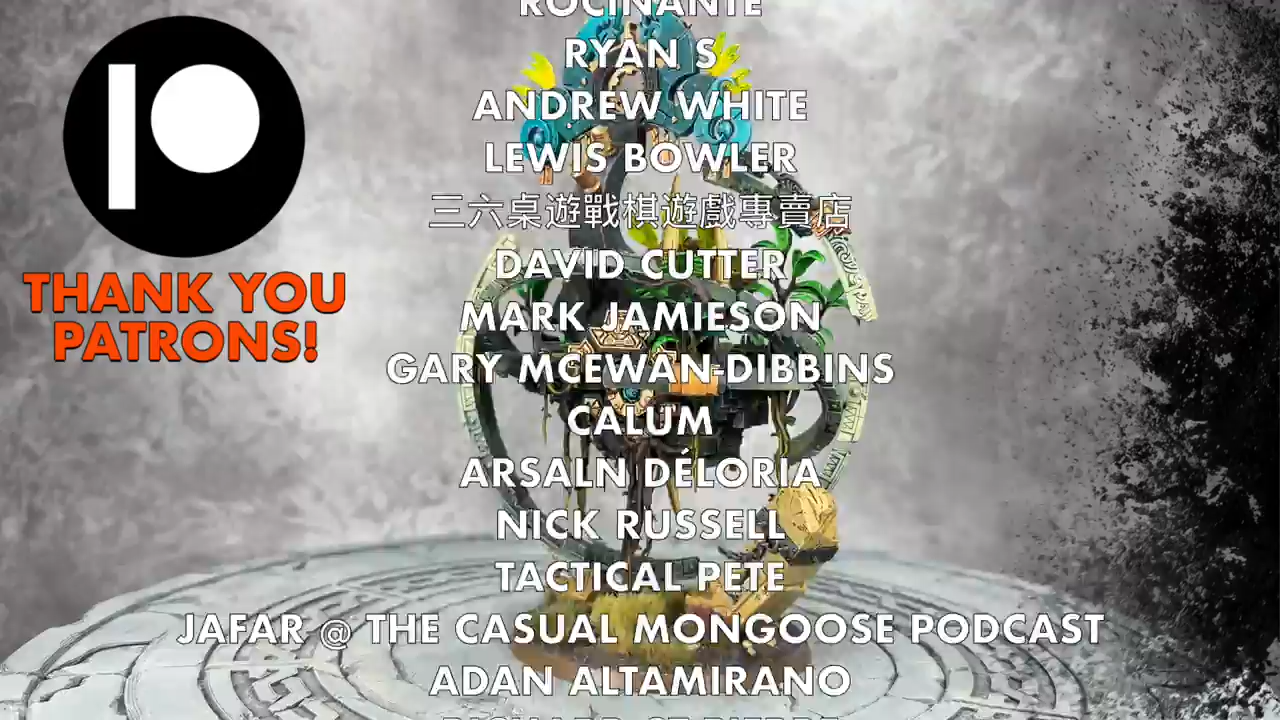 ROCINANTE
RYAN S
ANDREW WHITE
LEWIS BOWLER
三六桌遊戰棋遊戲專賣店
DAVID CUTTER
MARK JAMIESON
GARY MCEWAN-DIBBINS
CALUM
ARSALN DÉLORIA
NICK RUSSELL
TACTICAL PETE
JAFAR @ THE CASUAL MONGOOSE PODCAST
ADAN ALTAMIRANO
THANK YOU
PATRONS!